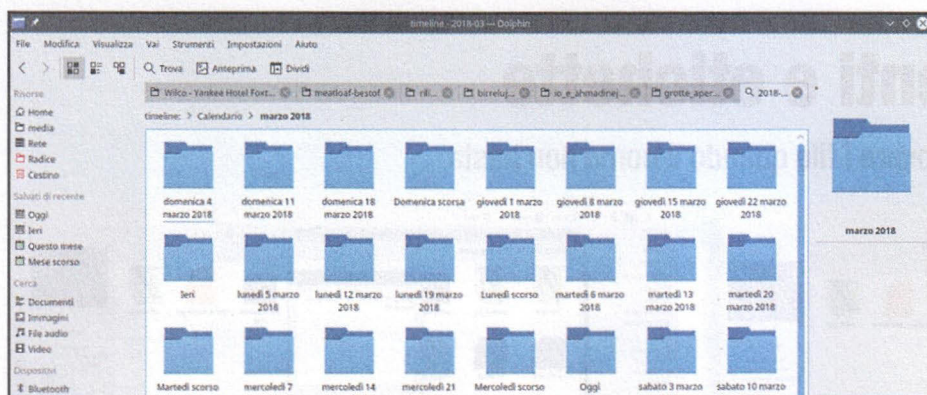 timeline - 2018-03 — Dolphin
File Modifica Visualizza Vai Strumenti Impostazioni Aiuto
Trova Anteprima Dividi
Risorse
Home
media
Rete
Radice
Cestino
Salvati di recente
Oggi
Ieri
Questo mese
Mese scorso
Cerca
Documenti
Immagini
File audio
Video
Dispositivi
Bluetooth
Wilco - Yankee Hotel Foxt... meatloaf-bestof rill... birreluj... io_e_ahmadinej... grotte_aper... 2018-...
timeline: > Calendario > marzo 2018
domenica 4 domenica 11 domenica 18 Domenica scorsa giovedì 1 marzo giovedì 8 marzo giovedì 15 marzo giovedì 22 marzo
marzo 2018 marzo 2018 marzo 2018 2018 2018 2018 2018
Ieri lunedì 5 marzo lunedì 12 marzo lunedì 19 marzo Lunedì scorso martedì 6 marzo martedì 13 martedì 20
2018 2018 2018 2018 marzo 2018 marzo 2018
Martedì scorso mercoledì 7 mercoledì 14 mercoledì 21 Mercoledì scorso Oggi sabato 3 marzo sabato 10 marzo
marzo 2018